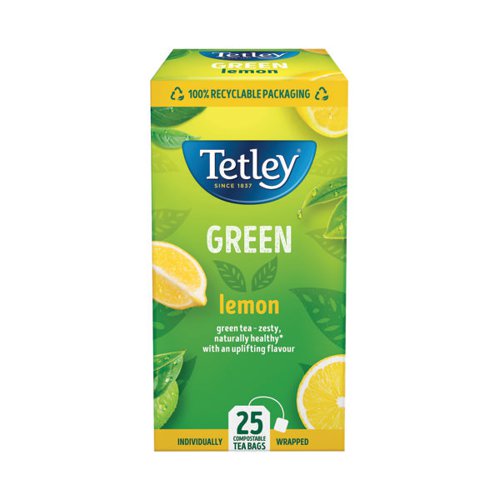 Tetley
GREEN
lemon
100% RECYCLABLE PACKAGING
Tetley
SINCE 1837
GREEN
lemon
green tea - zesty,
naturally healthy*
with an uplifting flavour
25
COMPOSTABLE
TEA BAGS
INDIVIDUALLY WRAPPED